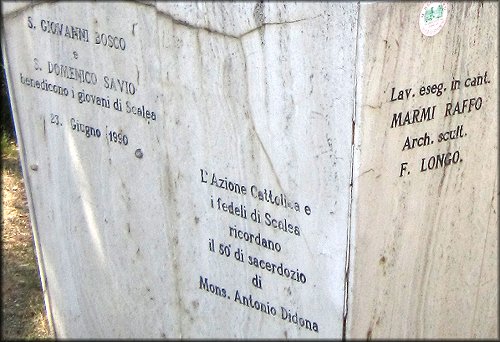 S. GIOVANNI BOSCO
e
S. DOMENICO SAVIO
benedicono i giovani di Scalea
23 Giugno 1990
L'Azione Cattolica e
i fedeli di Scalea
ricordano
il 50° di sacerdozio
di
Mons. Antonio Didona
Lav. eseg. in cant.
MARMI RAFFO
Arch. scult.
F. LONGO.